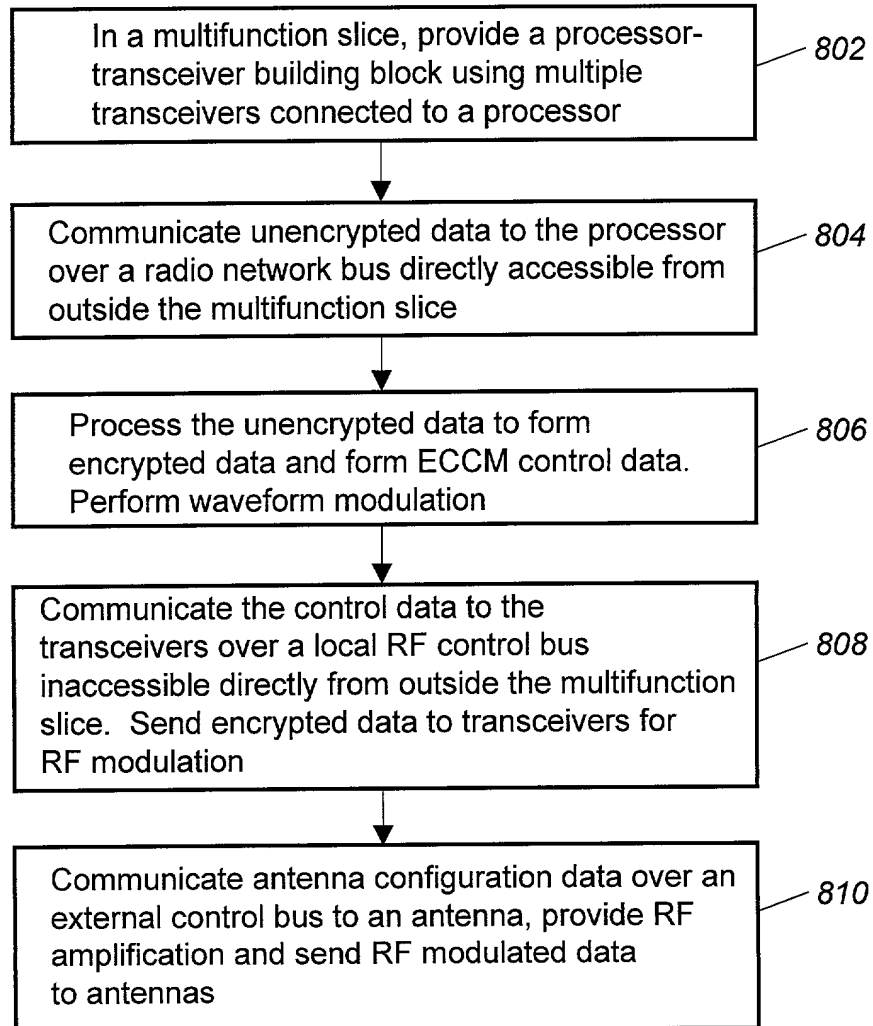 In a multifunction slice, provide a processor-
transceiver building block using multiple
transceivers connected to a processor
802
Communicate unencrypted data to the processor
over a radio network bus directly accessible from
outside the multifunction slice
804
Process the unencrypted data to form
encrypted data and form ECCM control data.
Perform waveform modulation
806
Communicate the control data to the
transceivers over a local RF control bus
inaccessible directly from outside the multifunction
slice. Send encrypted data to transceivers for
RF modulation
808
Communicate antenna configuration data over an
external control bus to an antenna, provide RF
amplification and send RF modulated data
to antennas
810